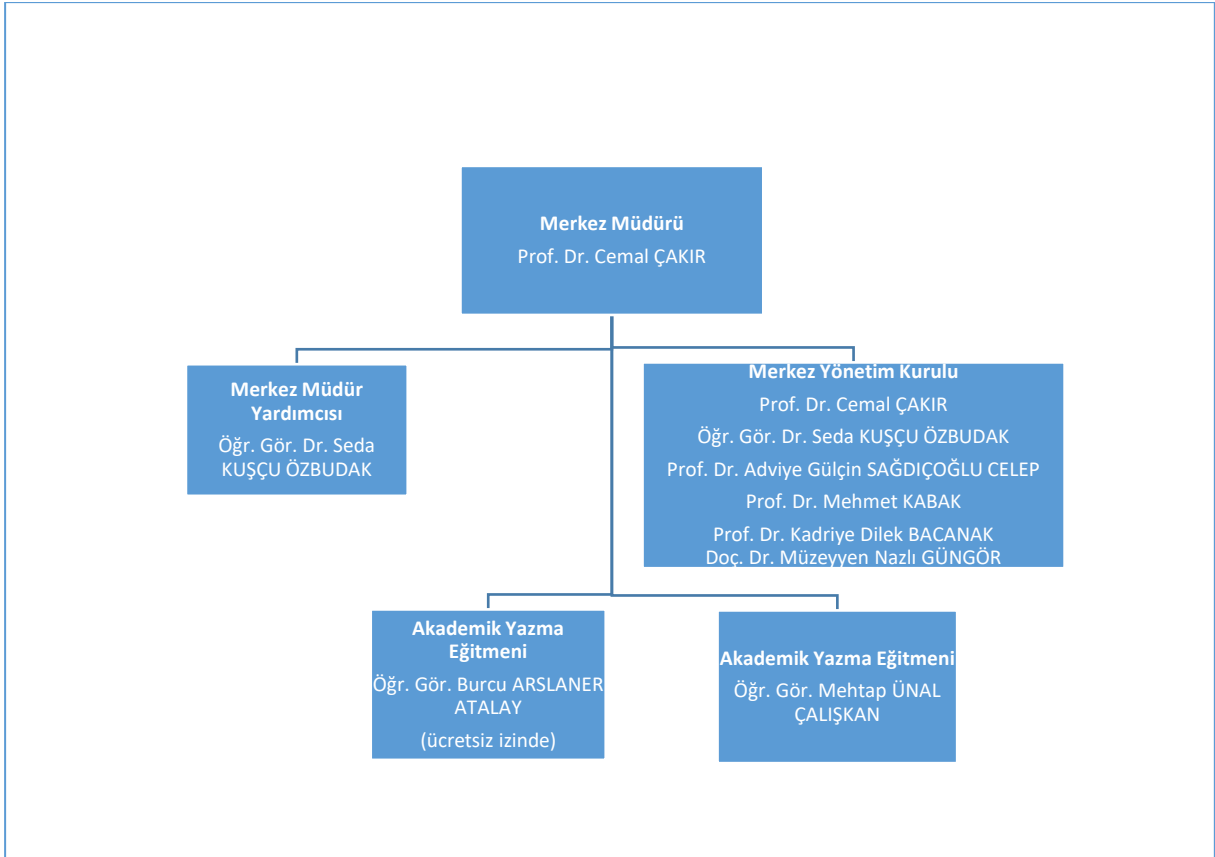 Merkez Müdürü
Prof. Dr. Cemal ÇAKIR
Merkez Müdür
Yardımcısı
Öğr. Gör. Dr. Seda
KUŞÇU ÖZBUDAK
Merkez Yönetim Kurulu
Prof. Dr. Cemal ÇAKIR
Öğr. Gör. Dr. Seda KUŞÇU ÖZBUDAK
Prof. Dr. Adviye Gülçin SAĞDIÇOĞLU CELEP
Prof. Dr. Mehmet KABAK
Prof. Dr. Kadriye Dilek BACANAK
Doç. Dr. Müzeyyen Nazlı GÜNGÖR
Akademik Yazma
Eğitmeni
Öğr. Gör. Burcu ARSLANER
ATALAY
(ücretsiz izinde)
Akademik Yazma Eğitmeni
Öğr. Gör. Mehtap ÜNAL
ÇALIŞKAN